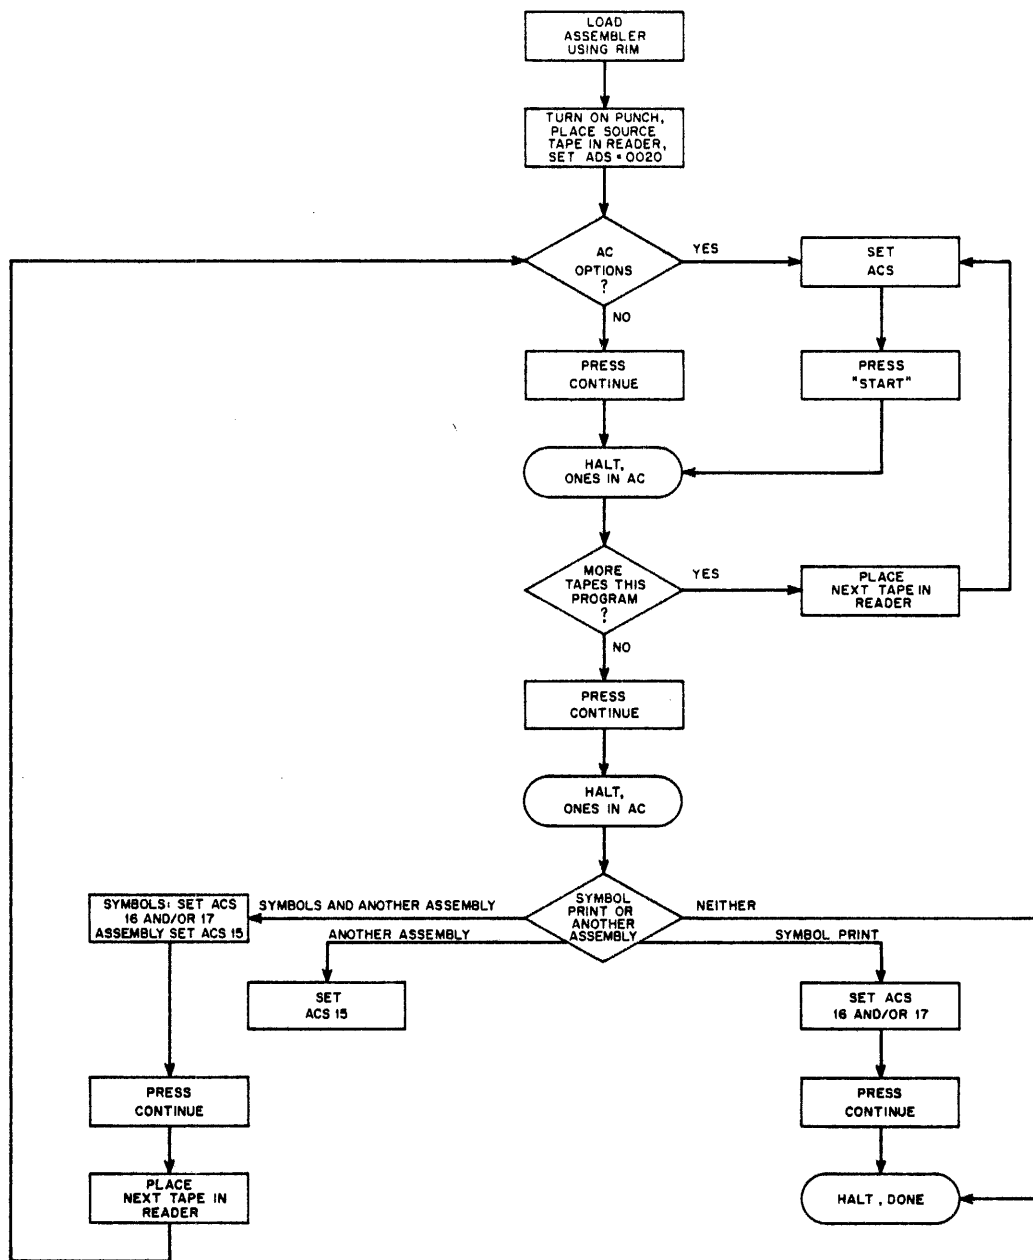 LOAD
ASSEMBLER
USING RIM
TURN ON PUNCH,
PLACE SOURCE
TAPE IN READER,
SET ADS = 0020
AC
OPTIONS
?
YES
SET
ACS
NO
PRESS
CONTINUE
PRESS
"START"
HALT,
ONES IN AC
MORE
TAPES THIS
PROGRAM
?
YES
PLACE
NEXT TAPE IN
READER
NO
PRESS
CONTINUE
HALT,
ONES IN AC
SYMBOL
PRINT OR
ANOTHER
ASSEMBLY
SYMBOLS AND ANOTHER ASSEMBLY
NEITHER
SYMBOLS: SET ACS
16 AND/OR 17
ASSEMBLY SET ACS 15
ANOTHER ASSEMBLY
SYMBOL PRINT
SET
ACS 15
SET ACS
16 AND/OR 17
PRESS
CONTINUE
PRESS
CONTINUE
PLACE
NEXT TAPE IN
READER
HALT, DONE